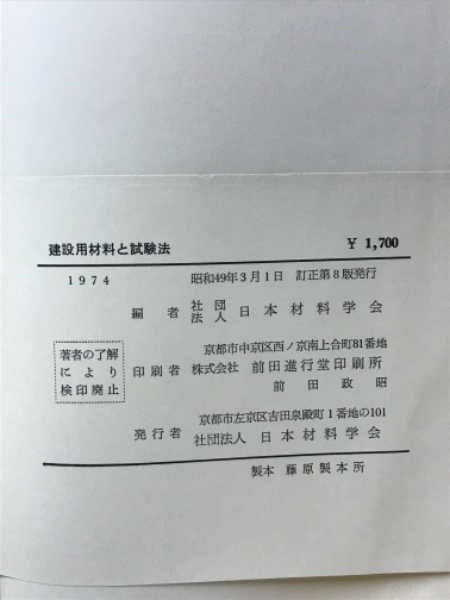 建設用材料と試験法 ￥ 1,700
1974 昭和49年3月1日 訂正第8版発行
編者 社団法人 日本材料学会
著者の了解
により
検印廃止
京都市中京区西ノ京南上合町81番地
印刷者 株式会社 前田進行堂印刷所
前田政昭
京都市左京区吉田泉殿町1番地の101
発行者 社団法人 日本材料学会
製本 藤原製本所